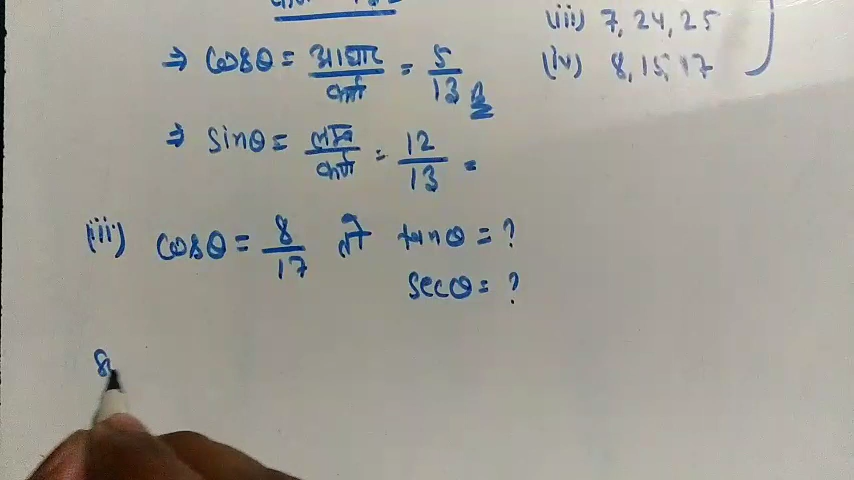 (iii) 7, 24, 25
(iv) 8, 15, 17
⇒ cosθ = आधार/कर्ण = 5/13
⇒ sinθ = लम्ब/कर्ण = 12/13
(iii) cosθ = 8/17 तो tanθ = ?
secθ = ?
8